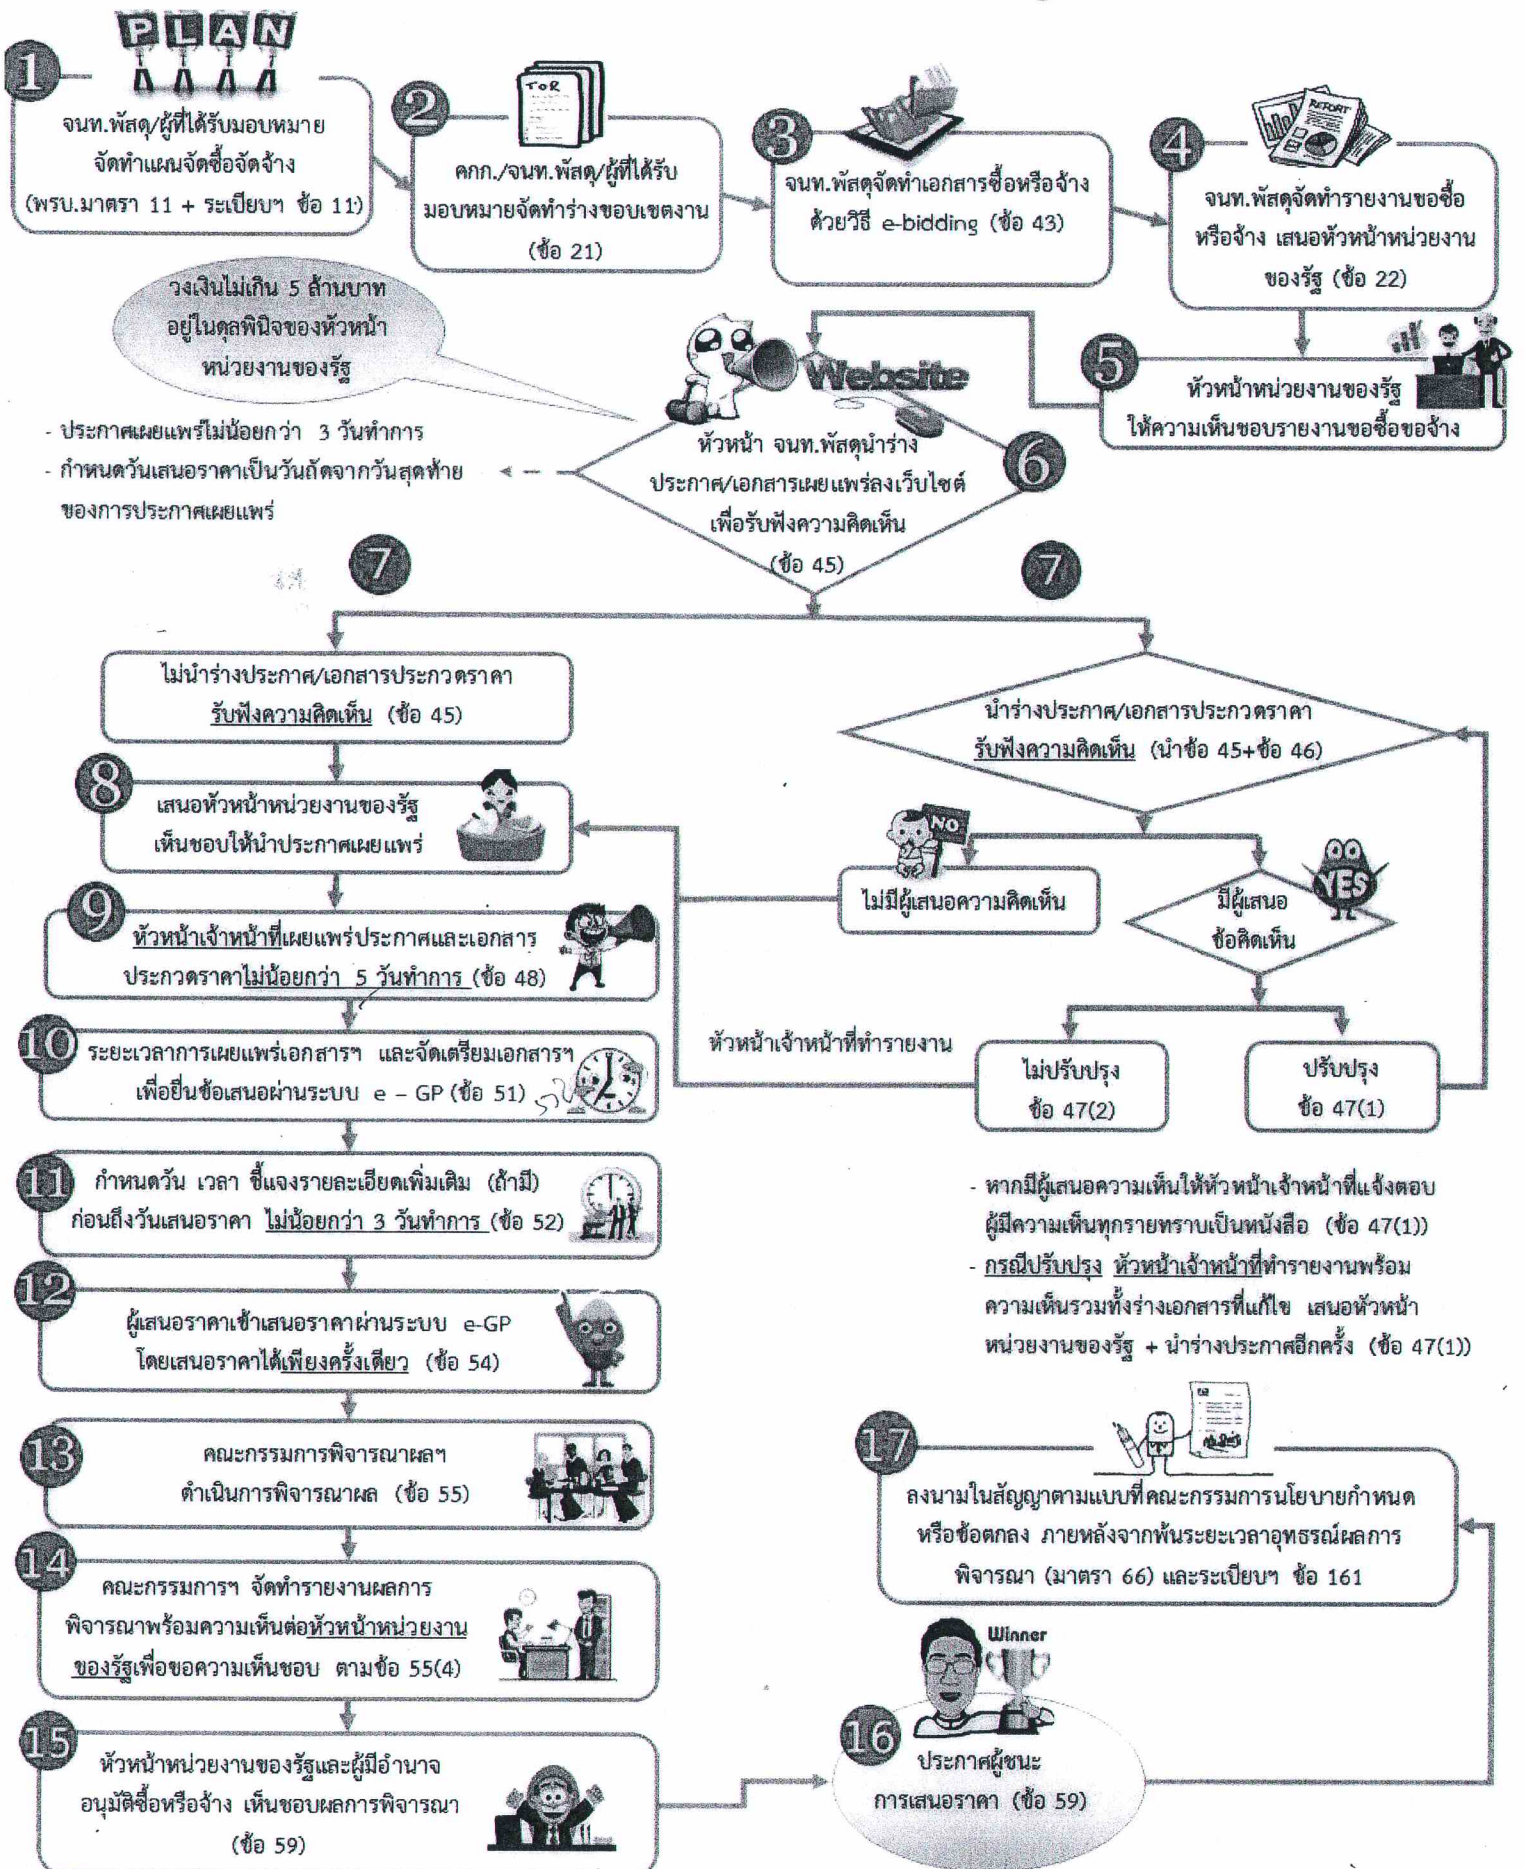 PLAN
1
จนท.พัสดุ/ผู้ที่ได้รับมอบหมาย
จัดทำแผนจัดซื้อจัดจ้าง
(พรบ.มาตรา 11 + ระเบียบฯ ข้อ 11)
2
TOR
คกก./จนท.พัสดุ/ผู้ที่ได้รับ
มอบหมายจัดทำร่างขอบเขตงาน
(ข้อ 21)
3
จนท.พัสดุจัดทำเอกสารซื้อหรือจ้าง
ด้วยวิธี e-bidding (ข้อ 43)
4
REPORT
จนท.พัสดุจัดทำรายงานขอซื้อ
หรือจ้าง เสนอหัวหน้าหน่วยงาน
ของรัฐ (ข้อ 22)
5
หัวหน้าหน่วยงานของรัฐ
ให้ความเห็นชอบรายงานขอซื้อขอจ้าง
วงเงินไม่เกิน 5 ล้านบาท
อยู่ในดุลพินิจของหัวหน้า
หน่วยงานของรัฐ
Website
6
หัวหน้า จนท.พัสดุนำร่าง
ประกาศ/เอกสารเผยแพร่ลงเว็บไซต์
เพื่อรับฟังความคิดเห็น
(ข้อ 45)
- ประกาศเผยแพร่ไม่น้อยกว่า 3 วันทำการ
- กำหนดวันเสนอราคาเป็นวันถัดจากวันสุดท้าย
ของการประกาศเผยแพร่
7
7
ไม่นำร่างประกาศ/เอกสารประกวดราคา
รับฟังความคิดเห็น (ข้อ 45)
นำร่างประกาศ/เอกสารประกวดราคา
รับฟังความคิดเห็น (นำข้อ 45+ข้อ 46)
8
เสนอหัวหน้าหน่วยงานของรัฐ
เห็นชอบให้นำประกาศเผยแพร่
NO
ไม่มีผู้เสนอความคิดเห็น
YES
มีผู้เสนอ
ข้อคิดเห็น
9
หัวหน้าเจ้าหน้าที่เผยแพร่ประกาศและเอกสาร
ประกวดราคาไม่น้อยกว่า 5 วันทำการ (ข้อ 48)
หัวหน้าเจ้าหน้าที่ทำรายงาน
ไม่ปรับปรุง
ข้อ 47(2)
ปรับปรุง
ข้อ 47(1)
10
ระยะเวลาการเผยแพร่เอกสารฯ และจัดเตรียมเอกสารฯ
เพื่อยื่นข้อเสนอผ่านระบบ e – GP (ข้อ 51)
11
กำหนดวัน เวลา ชี้แจงรายละเอียดเพิ่มเติม (ถ้ามี)
ก่อนถึงวันเสนอราคา ไม่น้อยกว่า 3 วันทำการ (ข้อ 52)
- หากมีผู้เสนอความเห็นให้หัวหน้าเจ้าหน้าที่แจ้งตอบ
ผู้มีความเห็นทุกรายทราบเป็นหนังสือ (ข้อ 47(1))
- กรณีปรับปรุง หัวหน้าเจ้าหน้าที่ทำรายงานพร้อม
ความเห็นรวมทั้งร่างเอกสารที่แก้ไข เสนอหัวหน้า
หน่วยงานของรัฐ + นำร่างประกาศอีกครั้ง (ข้อ 47(1))
12
ผู้เสนอราคาเข้าเสนอราคาผ่านระบบ e-GP
โดยเสนอราคาได้เพียงครั้งเดียว (ข้อ 54)
13
คณะกรรมการพิจารณาผลฯ
ดำเนินการพิจารณาผล (ข้อ 55)
14
คณะกรรมการฯ จัดทำรายงานผลการ
พิจารณาพร้อมความเห็นต่อหัวหน้าหน่วยงาน
ของรัฐเพื่อขอความเห็นชอบ ตามข้อ 55(4)
15
หัวหน้าหน่วยงานของรัฐและผู้มีอำนาจ
อนุมัติซื้อหรือจ้าง เห็นชอบผลการพิจารณา
(ข้อ 59)
16
Winner
ประกาศผู้ชนะ
การเสนอราคา (ข้อ 59)
17
ลงนามในสัญญาตามแบบที่คณะกรรมการนโยบายกำหนด
หรือข้อตกลง ภายหลังจากพ้นระยะเวลาอุทธรณ์ผลการ
พิจารณา (มาตรา 66) และระเบียบฯ ข้อ 161